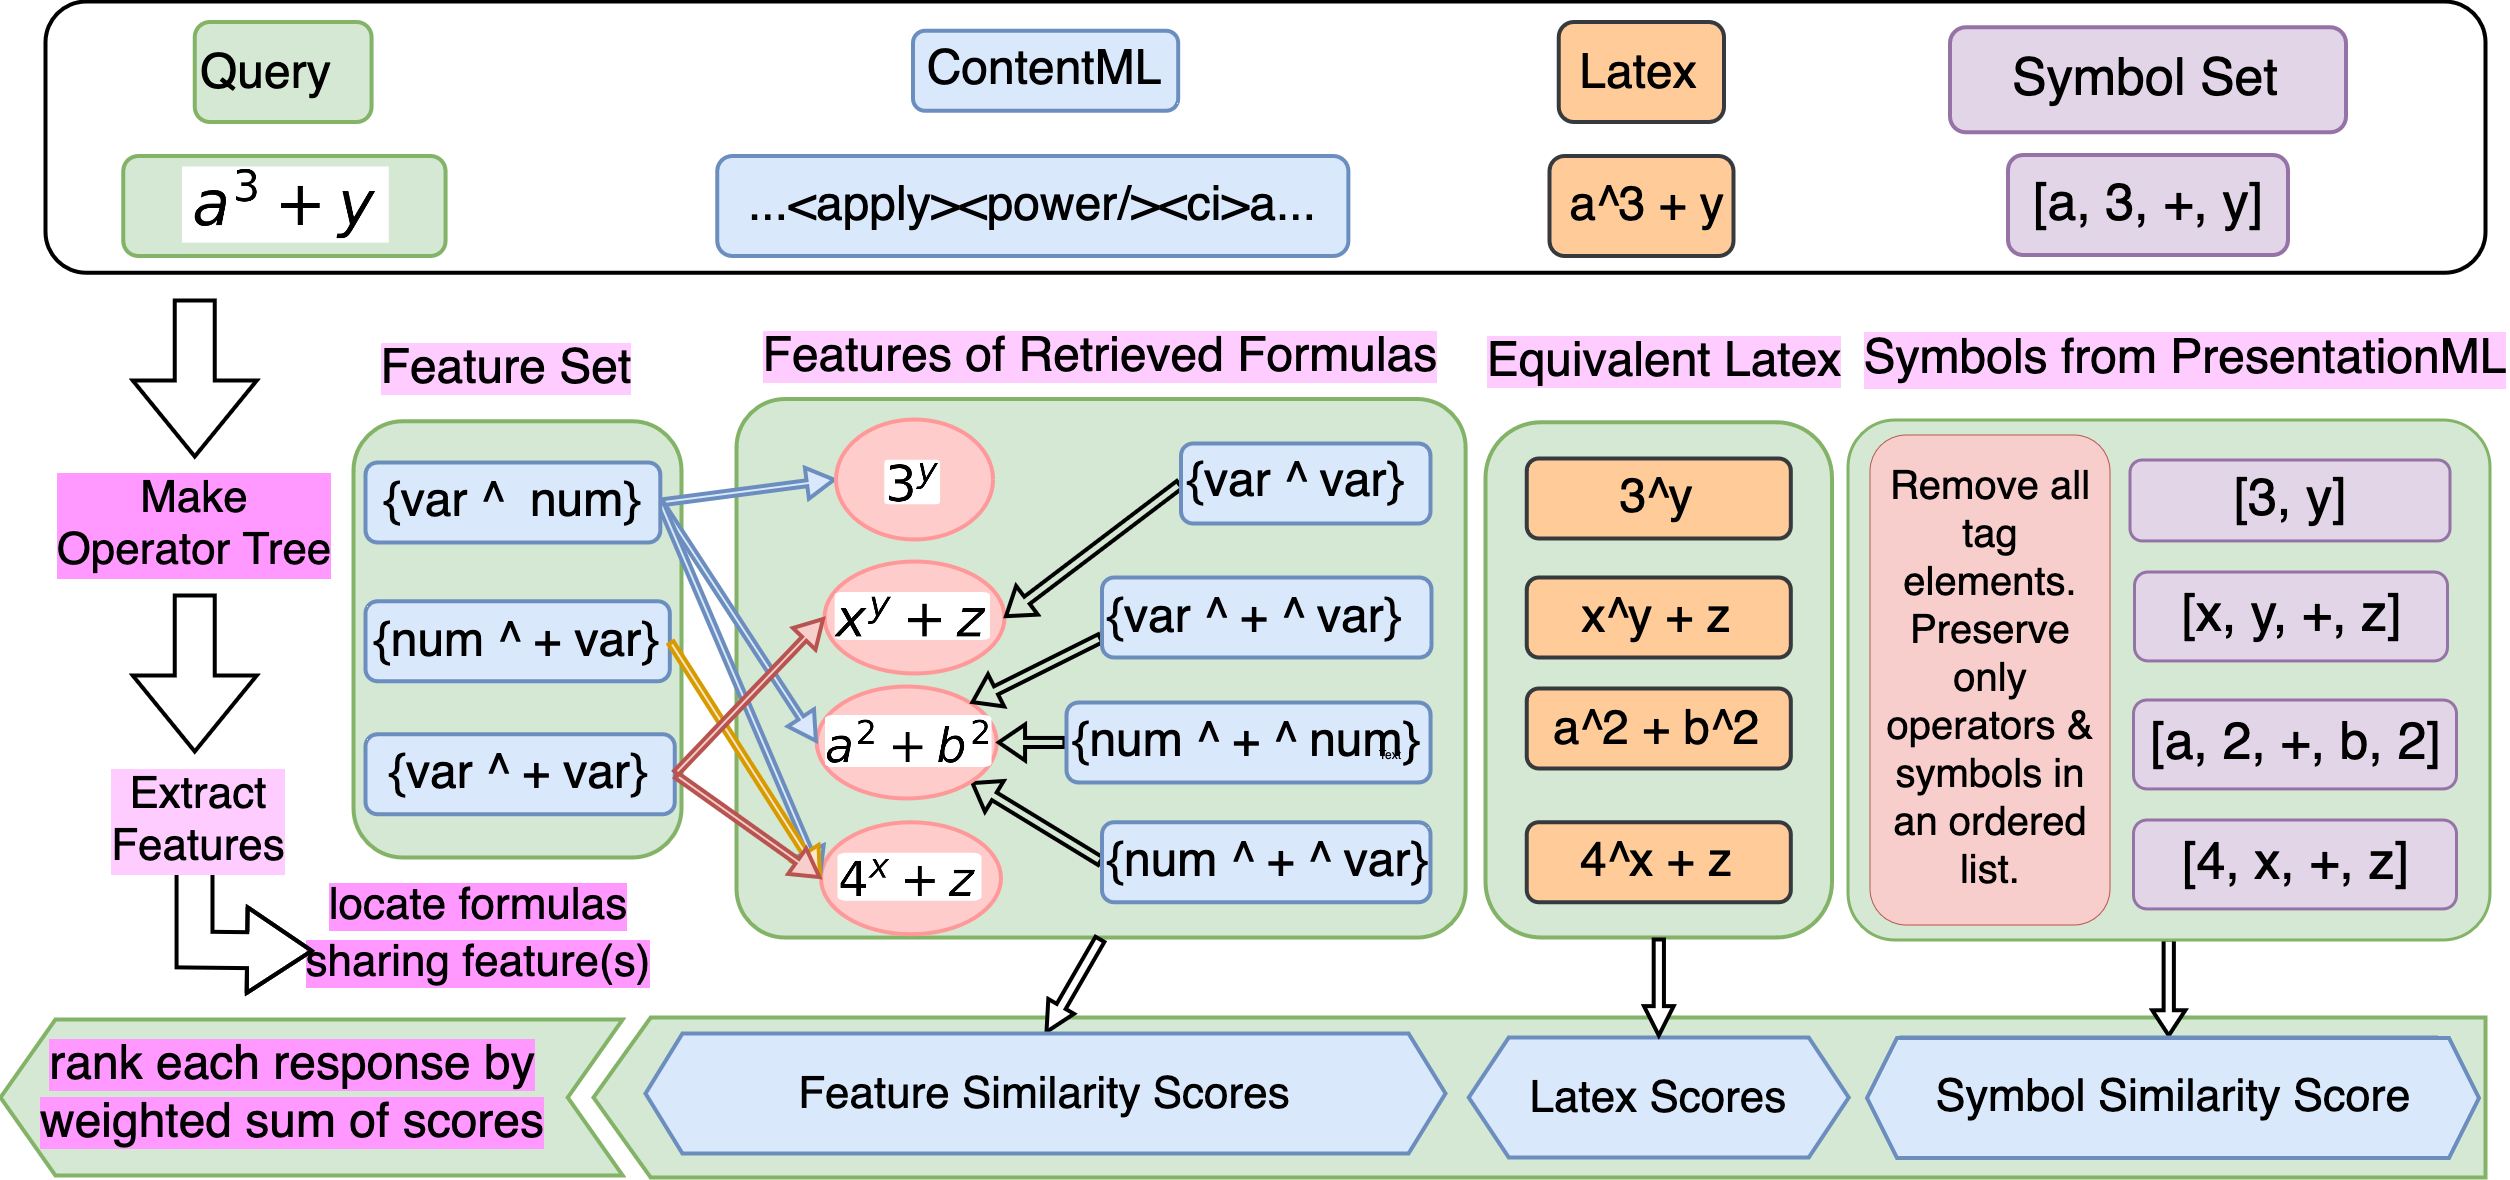 Query
ContentML
Latex
Symbol Set
a³ + y
...<apply><power/><ci>a...
a^3 + y
[a, 3, +, y]
Feature Set
Features of Retrieved Formulas
Equivalent Latex
Symbols from PresentationML
Make
Operator Tree
Extract
Features
locate formulas
sharing feature(s)
{var ^ num}
{num ^ + var}
{var ^ + var}
3^y
x^y + z
a² + b²
4^x + z
{var ^ var}
{var ^ + ^ var}
{num ^ + ^ num}
Text
{num ^ + ^ var}
3^y
x^y + z
a^2 + b^2
4^x + z
Remove all
tag
elements.
Preserve
only
operators &
symbols in
an ordered
list.
[3, y]
[x, y, +, z]
[a, 2, +, b, 2]
[4, x, +, z]
rank each response by
weighted sum of scores
Feature Similarity Scores
Latex Scores
Symbol Similarity Score